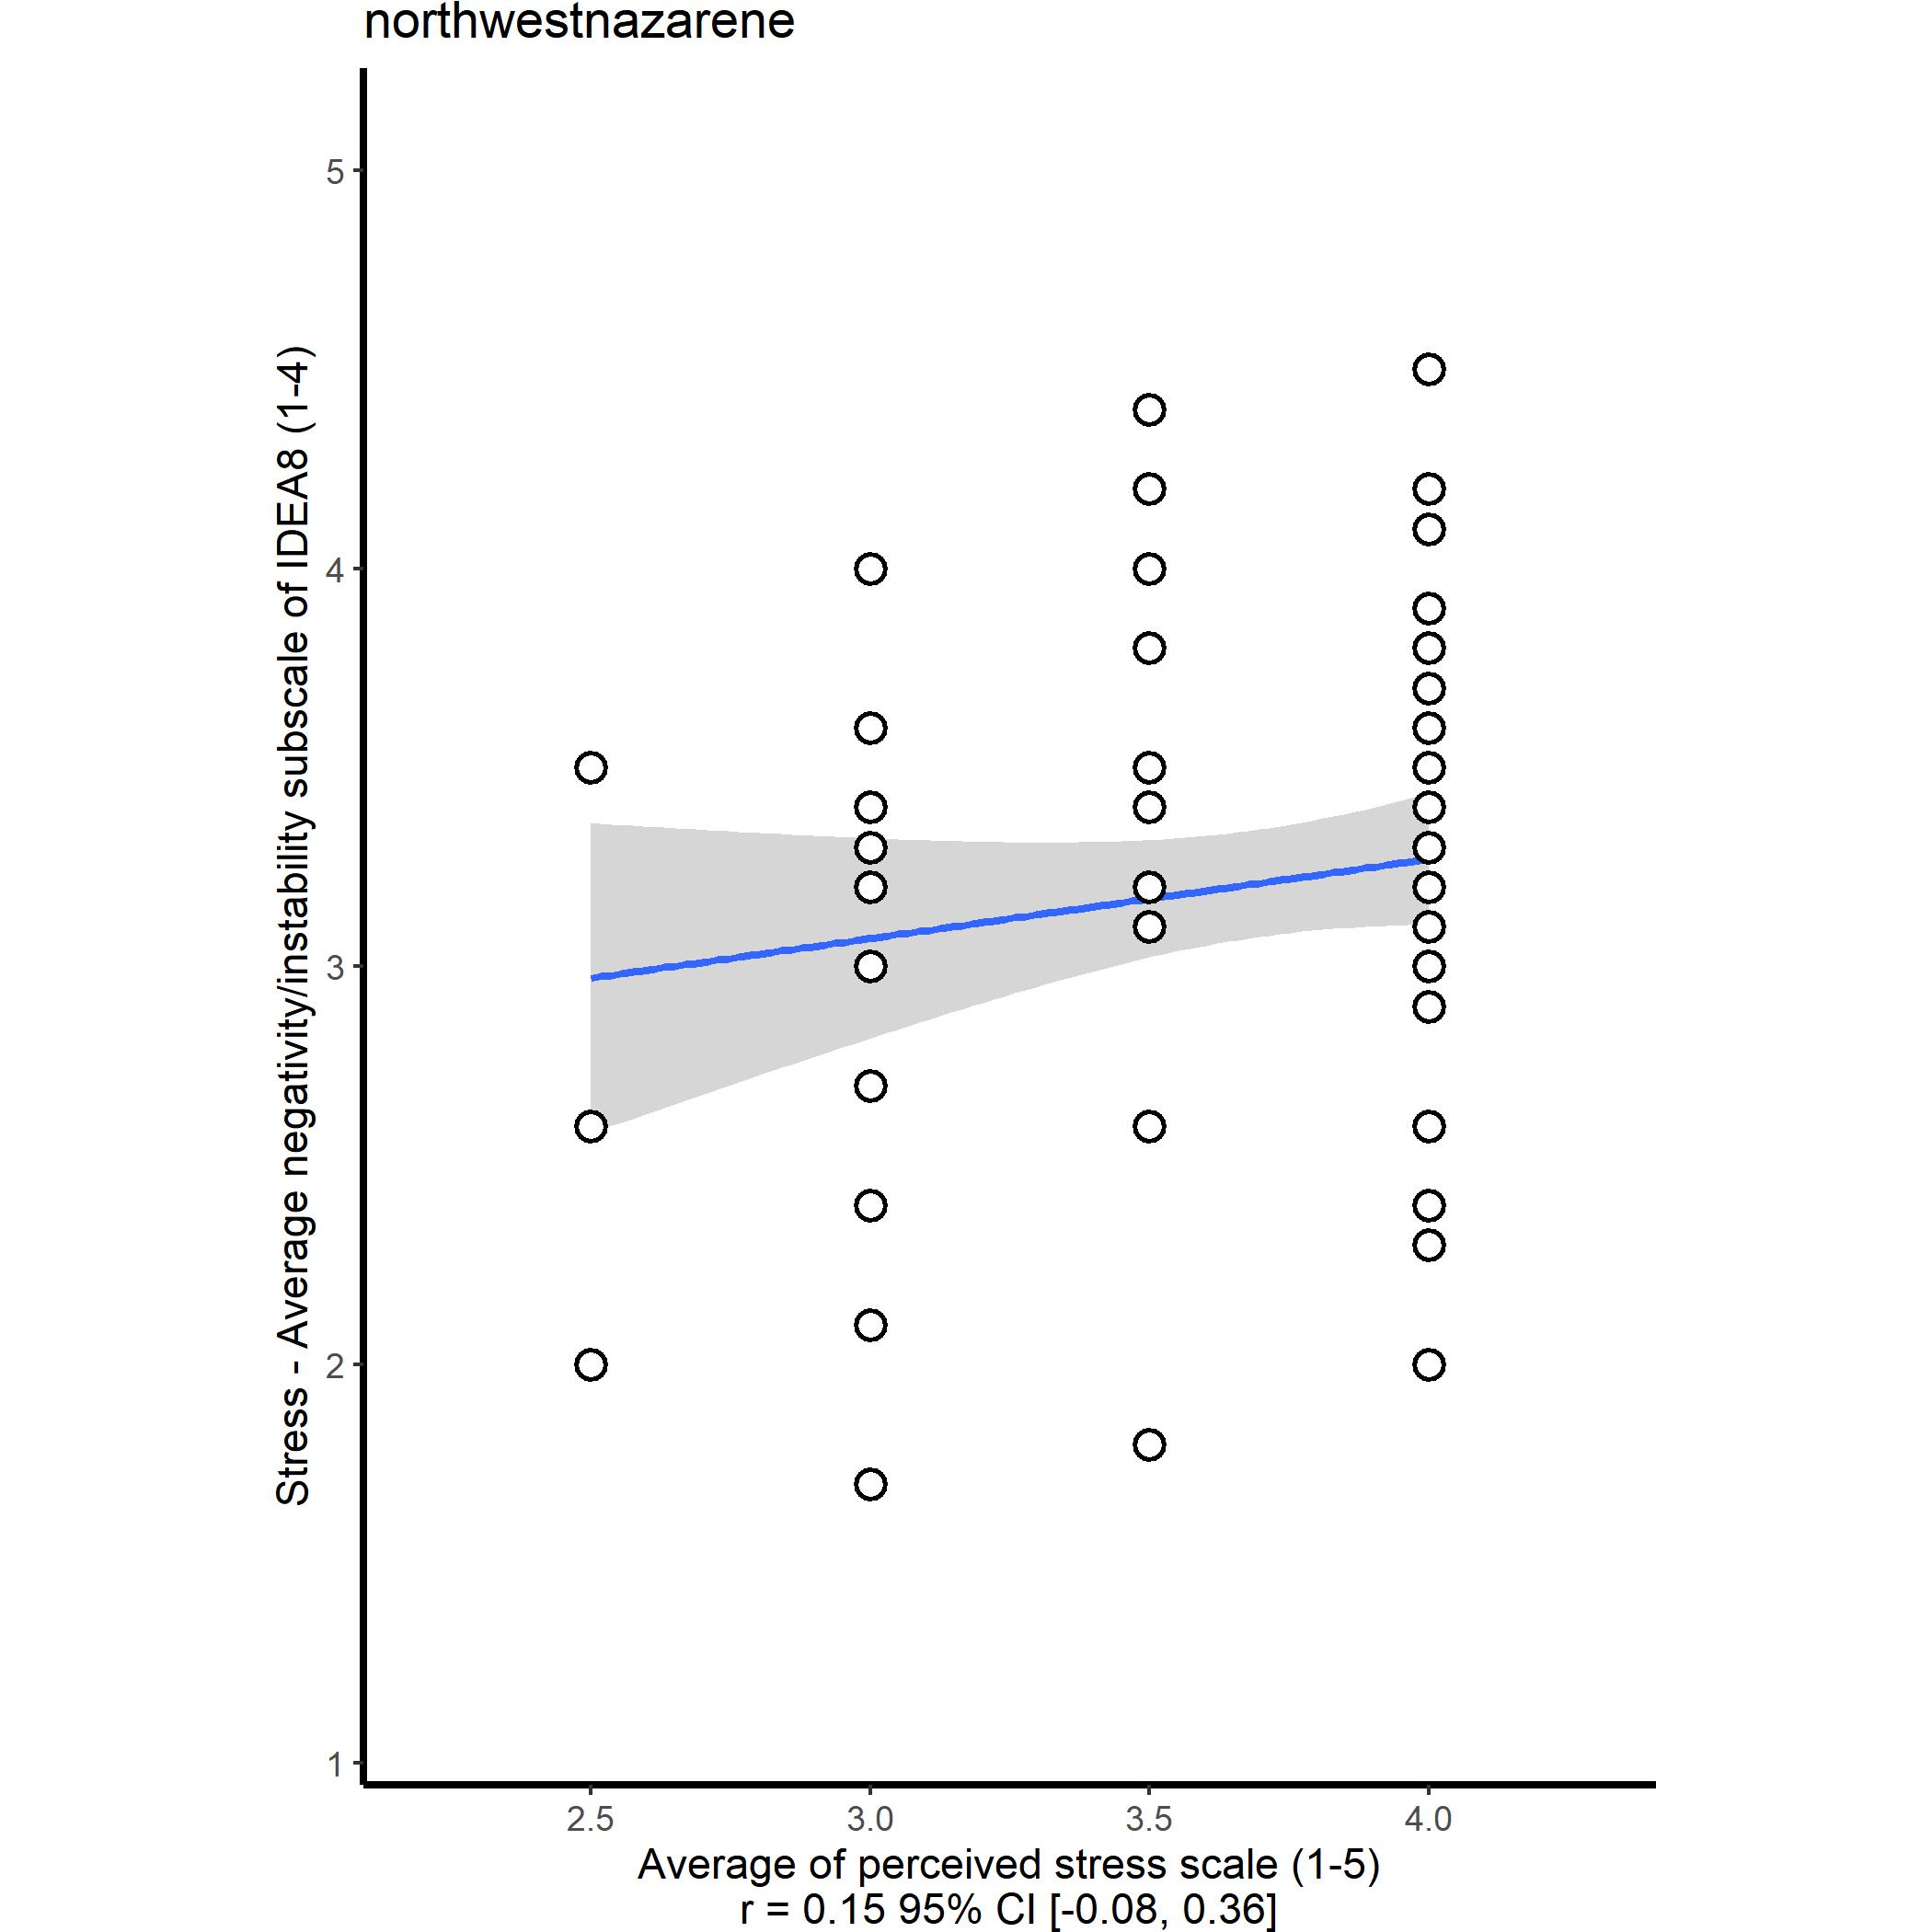 northwestnazarene
Stress - Average negativity/instability subscale of IDEA8 (1-4)
5
4
3
2
1
2.5 3.0 3.5 4.0
Average of perceived stress scale (1-5)
r = 0.15 95% CI [-0.08, 0.36]